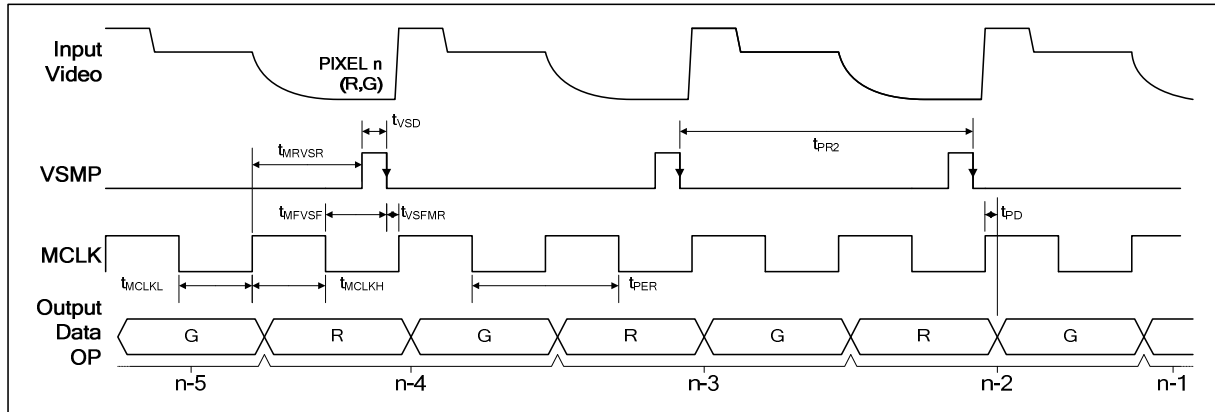 Input
Video
PIXEL n
(R,G)
tVSD
tMRVSR
tPR2
VSMP
tMFVSF
tVSFMR
tPD
MCLK
tMCLKL
tMCLKH
tPER
Output
Data
OP
G R G R G R G
n-5 n-4 n-3 n-2 n-1